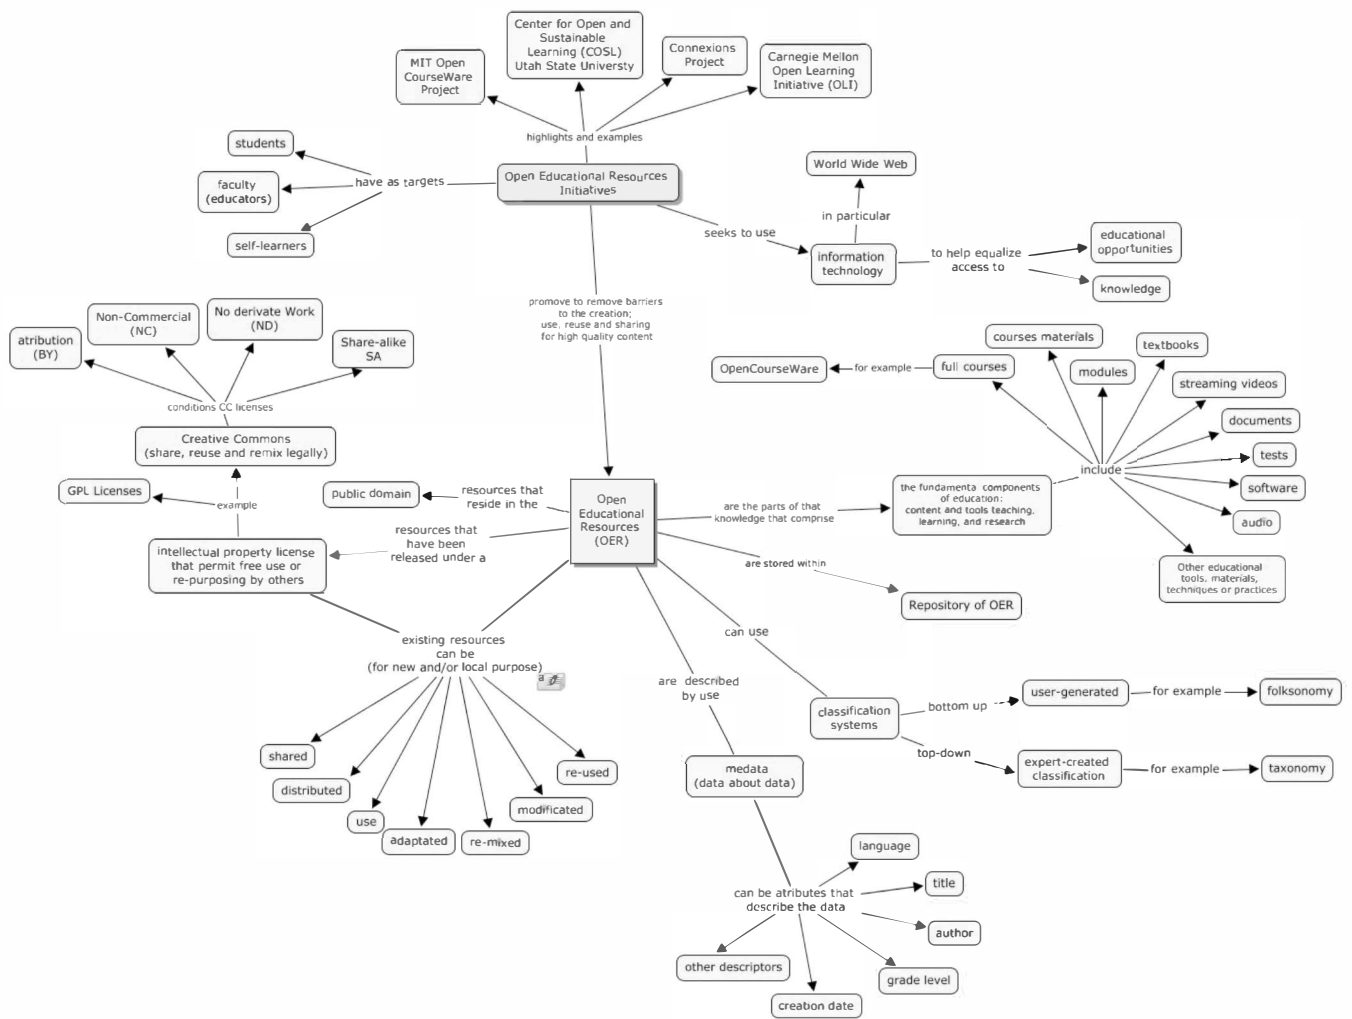 Center for Open and
Sustainable
Learning (COSL)
Utah State Universty
Connexions
Project
Carnegie Mellon
Open Learning
Initiative (OLI)
MIT Open
CourseWare
Project
highlights and examples
students
faculty
(educators)
self-learners
have as targets
Open Educational Resources
Initiatives
seeks to use
World Wide Web
in particular
information
technology
to help equalize
access to
educational
opportunities
knowledge
promove to remove barriers
to the creation;
use, reuse and sharing
for high quality content
atribution
(BY)
Non-Commercial
(NC)
No derivate Work
(ND)
Share-alike
SA
conditions CC licenses
Creative Commons
(share, reuse and remix legally)
GPL Licenses
example
intellectual property license
that permit free use or
re-purposing by others
public domain
resources that
reside in the
resources that
have been
released under a
Open
Educational
Resources
(OER)
are the parts of that
knowledge that comprise
the fundamental components
of education:
content and tools teaching,
learning, and research
include
OpenCourseWare
for example
full courses
courses materials
modules
textbooks
streaming videos
documents
tests
software
audio
Other educational
tools, materials,
techniques or practices
are stored within
Repository of OER
can use
classification
systems
bottom up
user-generated
for example
folksonomy
top-down
expert-created
classification
for example
taxonomy
existing resources
can be
(for new and/or local purpose)
a
shared
distributed
use
adaptated
re-mixed
modificated
re-used
are described
by use
medata
(data about data)
can be atributes that
describe the data
language
title
author
grade level
creation date
other descriptors